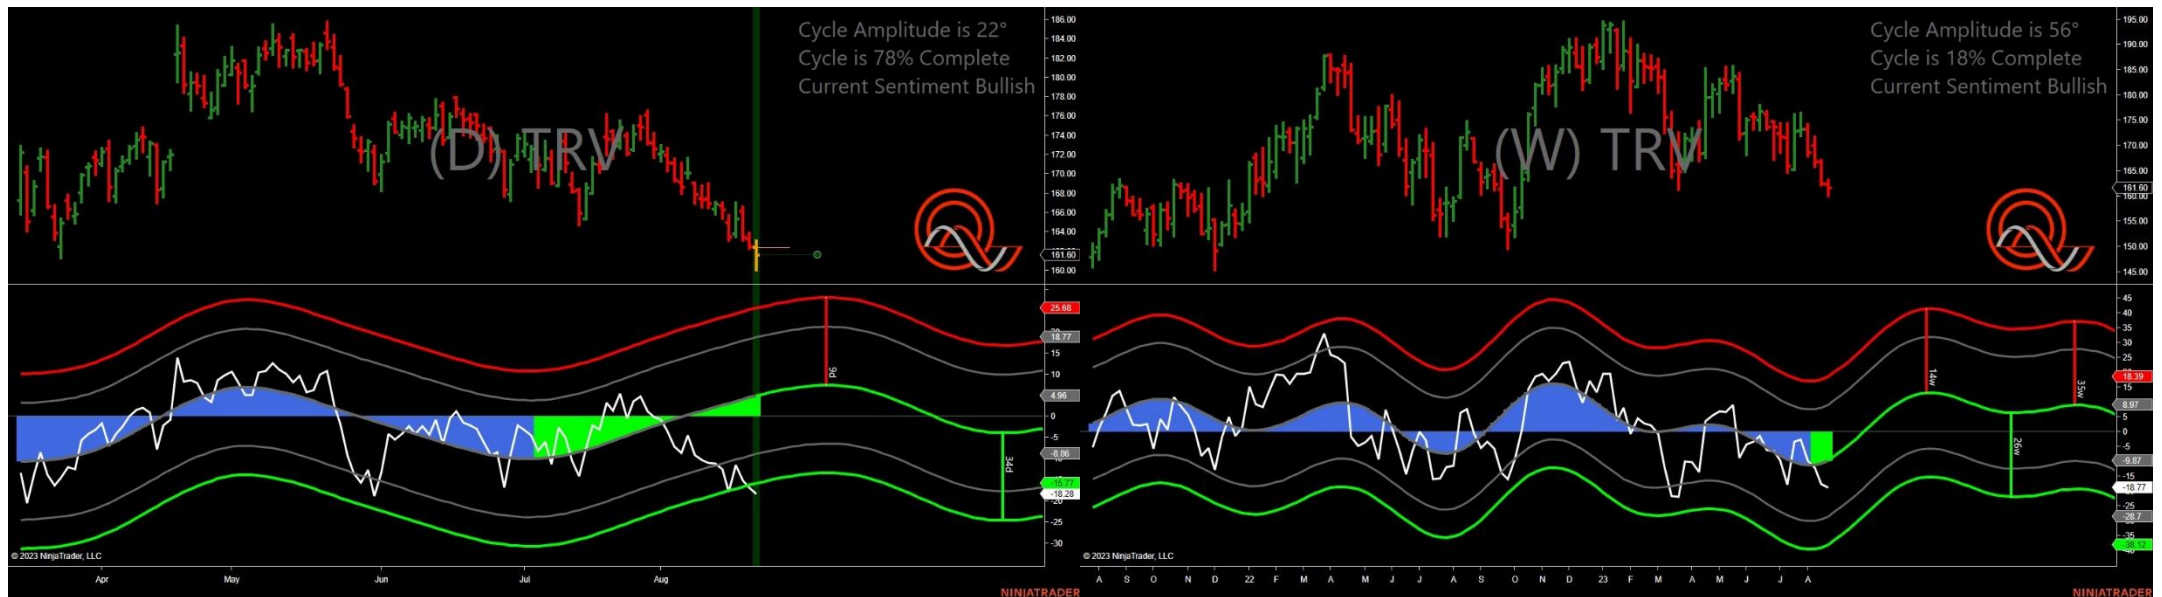 Cycle Amplitude is 22°
Cycle is 78% Complete
Current Sentiment Bullish
(D) TRV
186.00
184.00
182.00
180.00
178.00
176.00
174.00
172.00
170.00
168.00
166.00
164.00
161.60
160.00
25.68
18.77
15
10
4.96
0
-5
-8.86
-15.77
-18.28
-25
-30
9d
34d
© 2023 NinjaTrader, LLC
Apr May Jun Jul Aug
NINJATRADER
Cycle Amplitude is 56°
Cycle is 18% Complete
Current Sentiment Bullish
(W) TRV
195.00
190.00
185.00
180.00
175.00
170.00
165.00
161.60
160.00
155.00
150.00
145.00
45
40
35
30
25
18.39
15
8.97
5
0
-5
-9.87
-15
-18.77
-25
-28.7
-35
-38.12
14w
26w
35w
© 2023 NinjaTrader, LLC
A S O N D 22 F M A M J J A S O N D 23 F M A M J J A
NINJATRADER